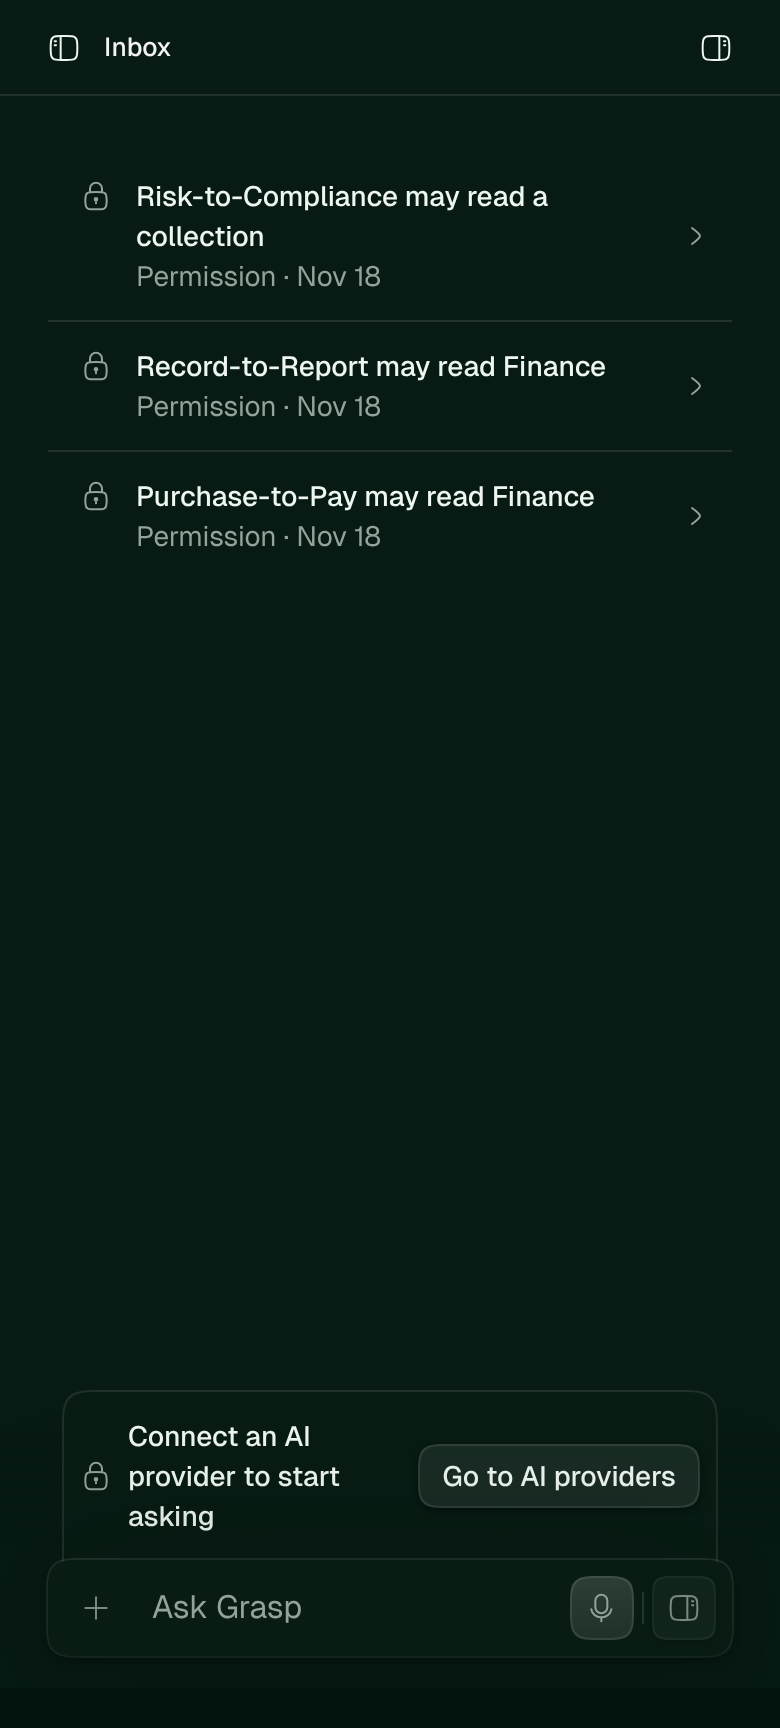 Inbox
Risk-to-Compliance may read a
collection
Permission · Nov 18
Record-to-Report may read Finance
Permission · Nov 18
Purchase-to-Pay may read Finance
Permission · Nov 18
Connect an AI
provider to start
asking
Go to AI providers
Ask Grasp